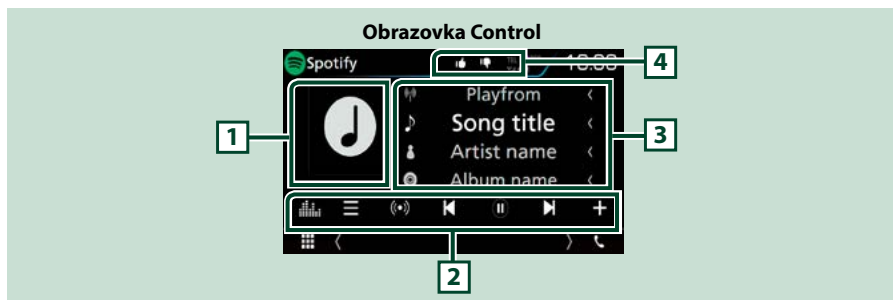 Obrazovka Control
Spotify
4
1
Playfrom
Song title
3
Artist name
Album name
2